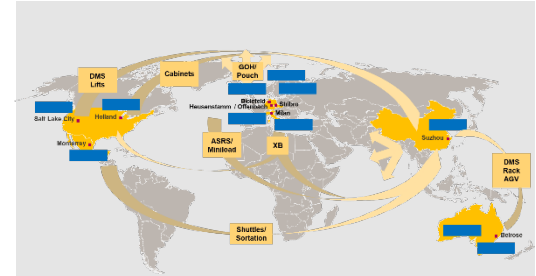 DMS
Lifts
Cabinets
GOH/
Pouch
Bielefeld
Stribro
Heusenstamm / Offenbach
Milan
Salt Lake City
Holland
Monterray
ASRS/
Miniload
XB
Suzhou
DMS
Rack
AGV
Shuttles/
Sortation
Belrose